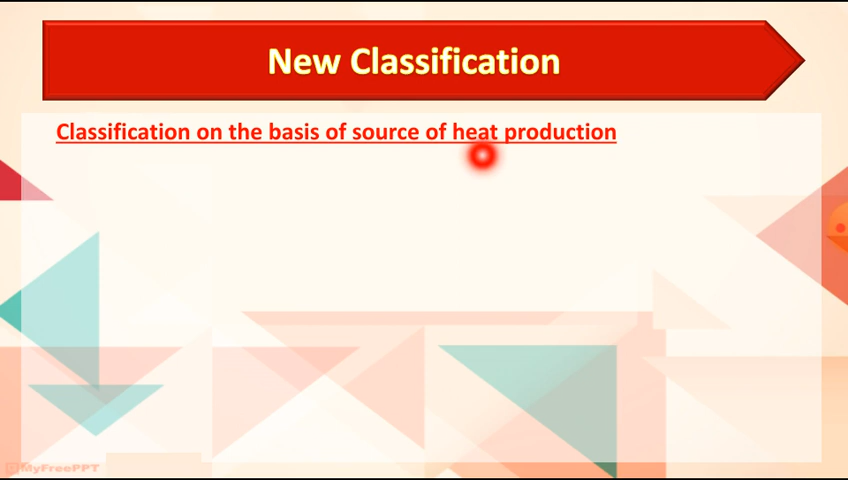 New Classification
Classification on the basis of source of heat production
MyFreePPT